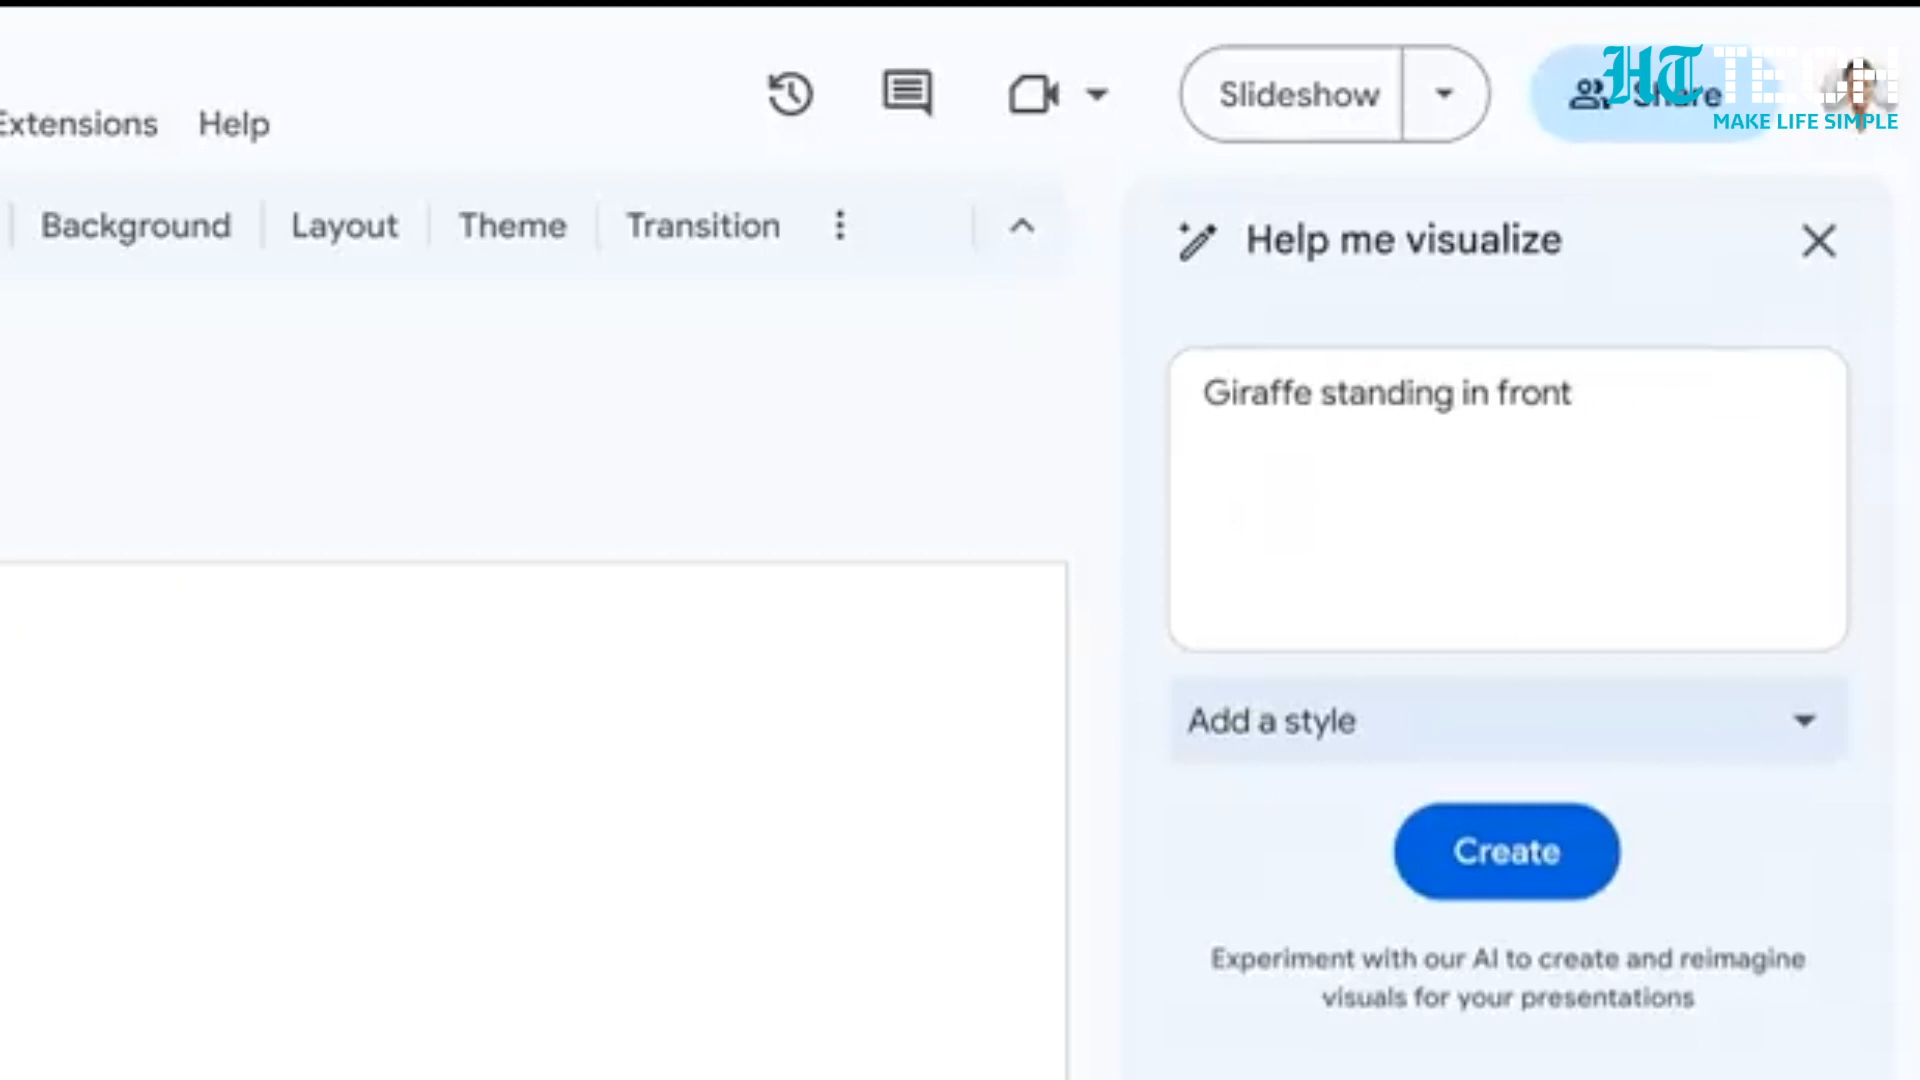 HT TECH
MAKE LIFE SIMPLE
Slideshow
Share
Extensions Help
Background Layout Theme Transition
Help me visualize
Giraffe standing in front
Add a style
Create
Experiment with our AI to create and reimagine
visuals for your presentations